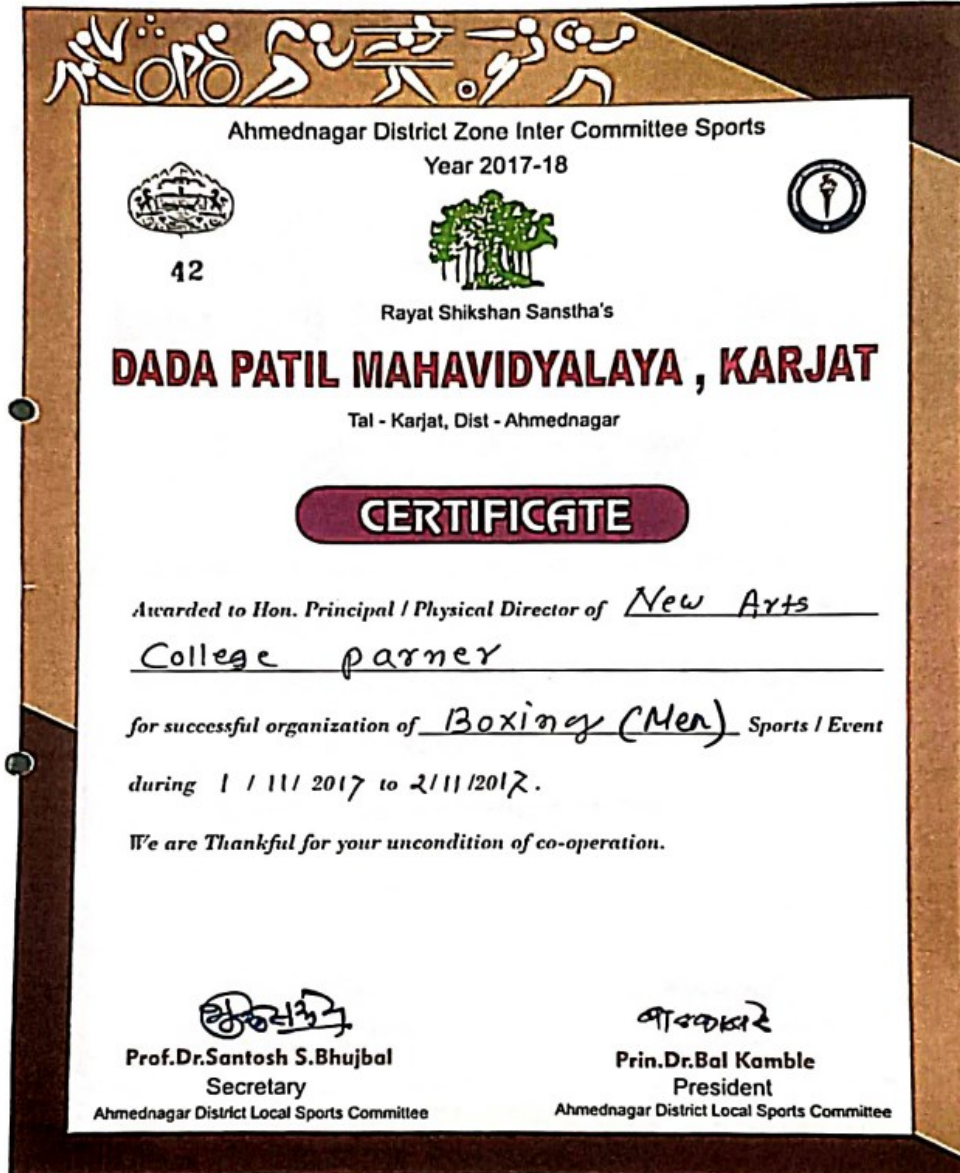 Ahmednagar District Zone Inter Committee Sports
Year 2017-18
42
Rayat Shikshan Sanstha's
DADA PATIL MAHAVIDYALAYA , KARJAT
Tal - Karjat, Dist - Ahmednagar
CERTIFICATE
Awarded to Hon. Principal / Physical Director of New Arts
College parner
for successful organization of Boxing (Men) Sports / Event
during 1 / 11/ 2017 to 2/11/2017.
We are Thankful for your uncondition of co-operation.
Prof.Dr.Santosh S.Bhujbal
Prin.Dr.Bal Kamble
Secretary
President
Ahmednagar District Local Sports Committee
Ahmednagar District Local Sports Committee